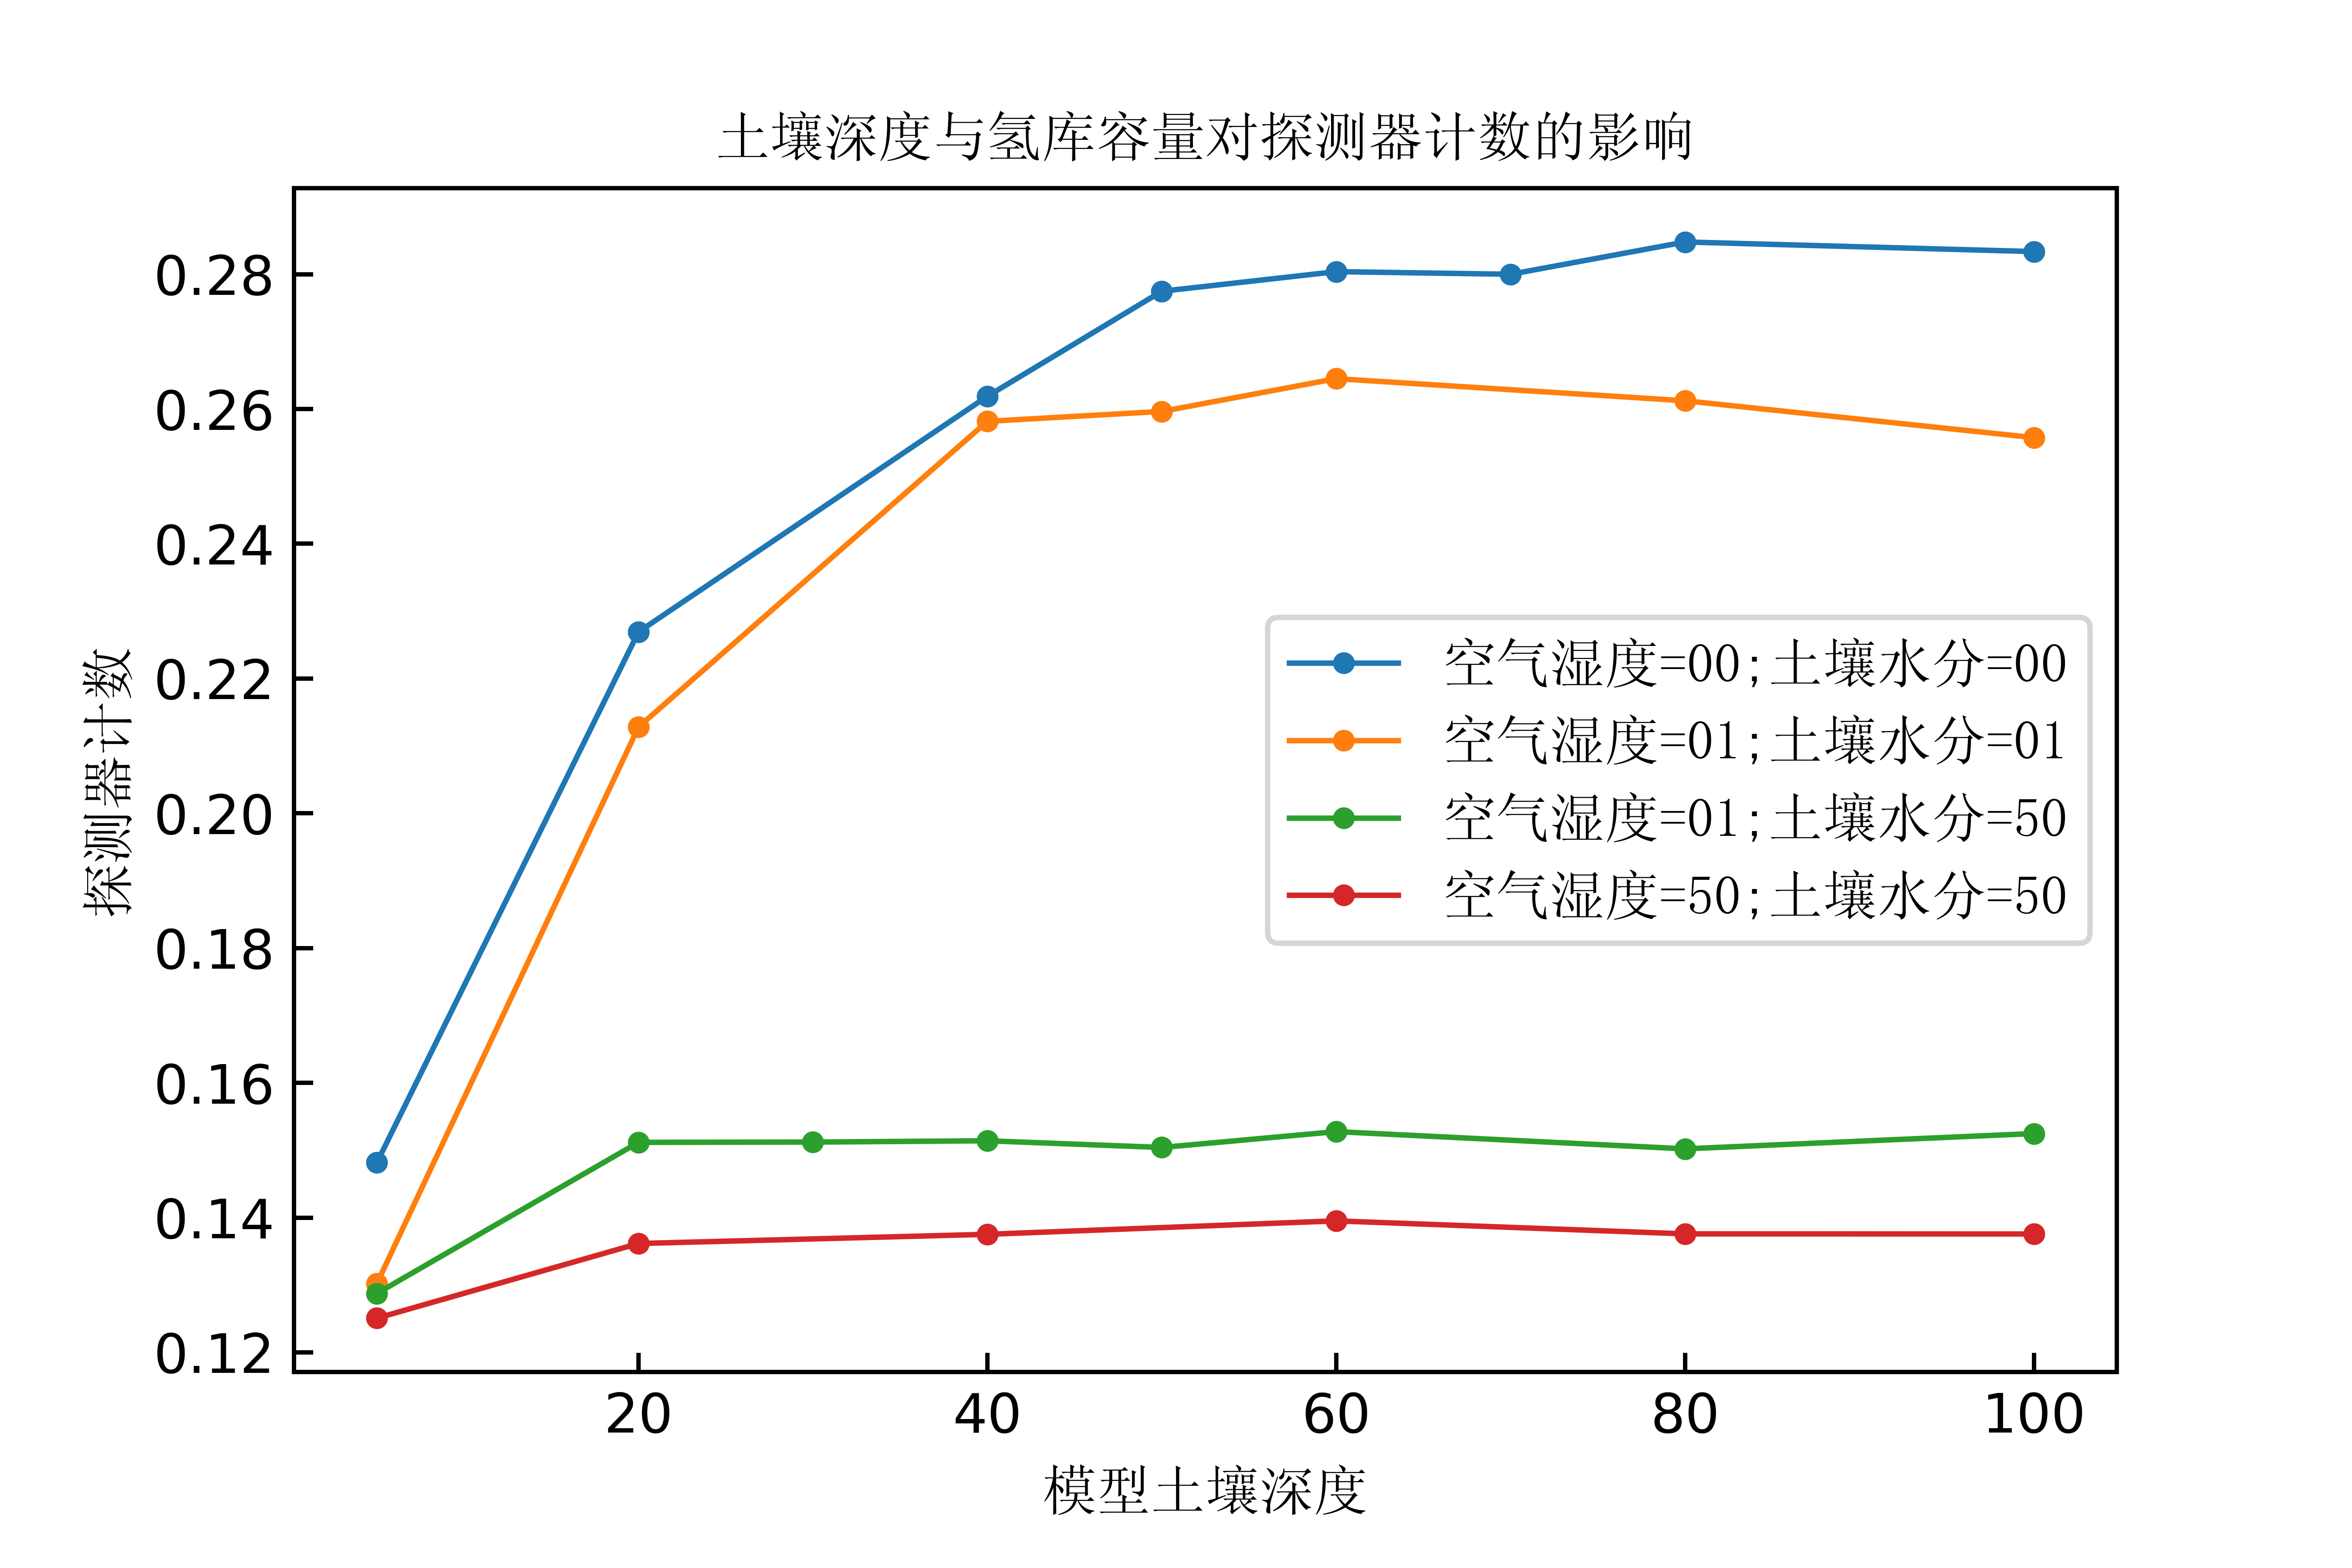 土壤深度与氢库容量对探测器计数的影响
探测器计数
0.28
0.26
0.24
0.22
0.20
0.18
0.16
0.14
0.12
空气湿度=00;土壤水分=00
空气湿度=01;土壤水分=01
空气湿度=01;土壤水分=50
空气湿度=50;土壤水分=50
20 40 60 80 100
模型土壤深度